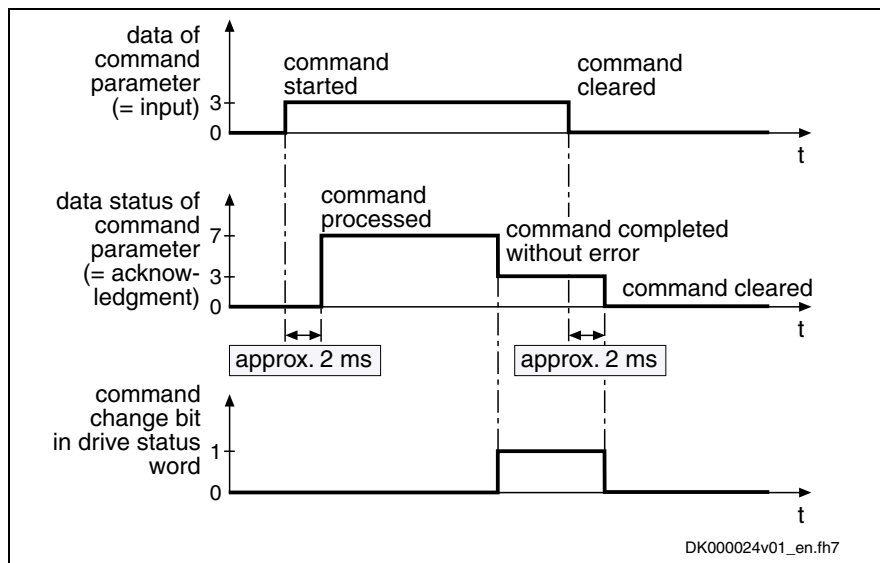 data of
command
parameter
(= input)
command
started
command
cleared
3
0
t
data status of
command
parameter
(= acknow-
ledgment)
command
processed
command completed
without error
command cleared
7
3
0
t
approx. 2 ms
approx. 2 ms
command
change bit
in drive status
word
1
0
t
DK000024v01_en.fh7